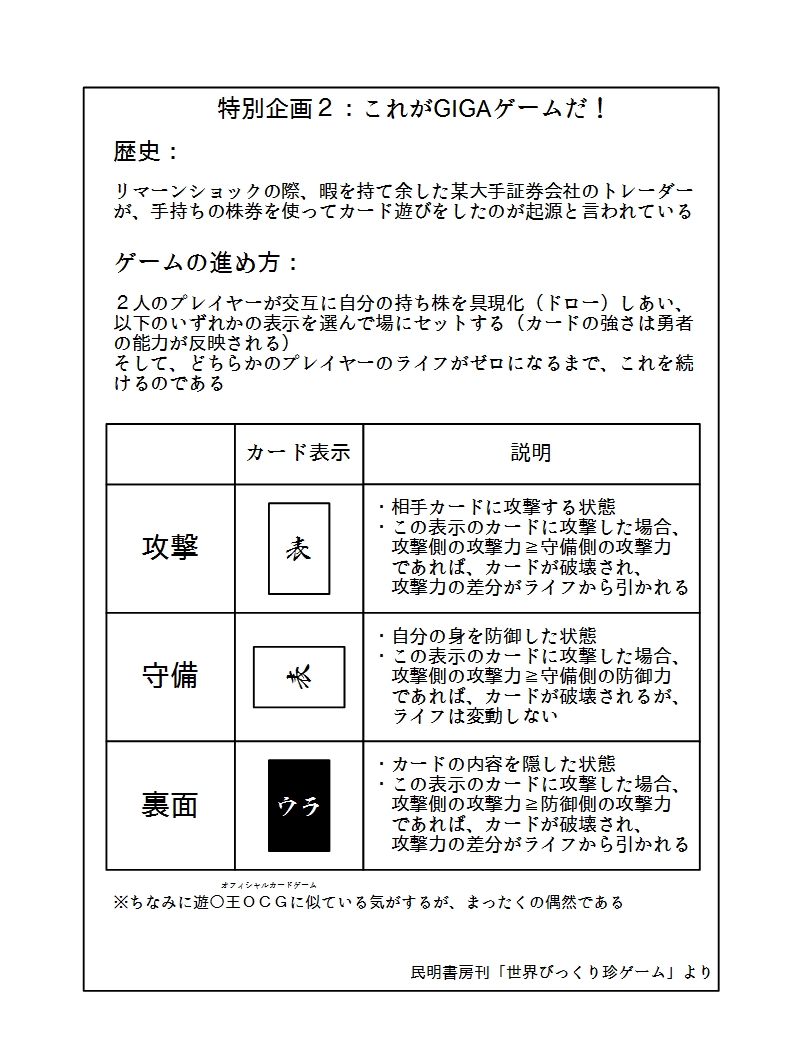 特別企画２：これがGIGAゲームだ！
歴史：
リマーンショックの際、暇を持て余した某大手証券会社のトレーダー
が、手持ちの株券を使ってカード遊びをしたのが起源と言われている
ゲームの進め方：
２人のプレイヤーが交互に自分の持ち株を具現化（ドロー）しあい、
以下のいずれかの表示を選んで場にセットする（カードの強さは勇者
の能力が反映される）
そして、どちらかのプレイヤーのライフがゼロになるまで、これを続
けるのである
カード表示
説明
攻撃
表
・相手カードに攻撃する状態
・この表示のカードに攻撃した場合、
攻撃側の攻撃力≧守備側の攻撃力
であれば、カードが破壊され、
攻撃力の差分がライフから引かれる
守備
表
・自分の身を防御した状態
・この表示のカードに攻撃した場合、
攻撃側の攻撃力≧守備側の防御力
であれば、カードが破壊されるが、
ライフは変動しない
裏面
ウラ
・カードの内容を隠した状態
・この表示のカードに攻撃した場合、
攻撃側の攻撃力≧防御側の攻撃力
であれば、カードが破壊され、
攻撃力の差分がライフから引かれる
オフィシャルカードゲーム
※ちなみに遊〇王ＯＣＧに似ている気がするが、まったくの偶然である
民明書房刊「世界びっくり珍ゲーム」より